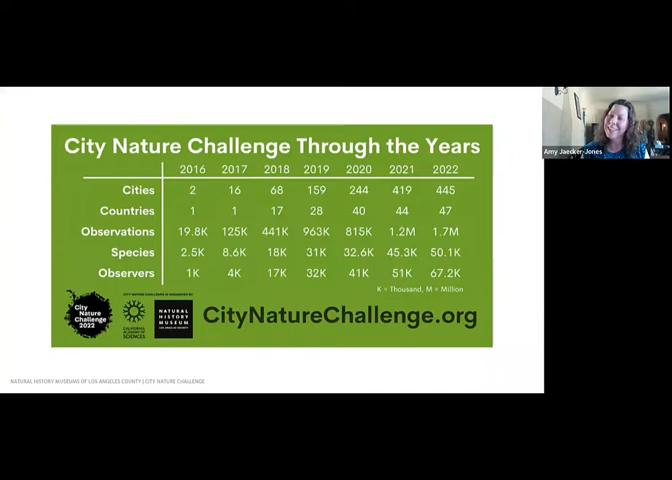 City Nature Challenge Through the Years
2016 2017 2018 2019 2020 2021 2022
Cities 2 16 68 159 244 419 445
Countries 1 1 17 28 40 44 47
Observations 19.8K 125K 441K 963K 815K 1.2M 1.7M
Species 2.5K 8.6K 18K 31K 32.6K 45.3K 50.1K
Observers 1K 4K 17K 32K 41K 51K 67.2K
K = Thousand, M = Million
City
Nature
Challenge
2022
CITY NATURE CHALLENGE IS ORGANIZED BY
CALIFORNIA
ACADEMY OF
SCIENCES
NATURAL
HISTORY
MUSEUM
LOS ANGELES COUNTY
CityNatureChallenge.org
NATURAL HISTORY MUSEUMS OF LOS ANGELES COUNTY | CITY NATURE CHALLENGE
Amy Jaecker-Jones